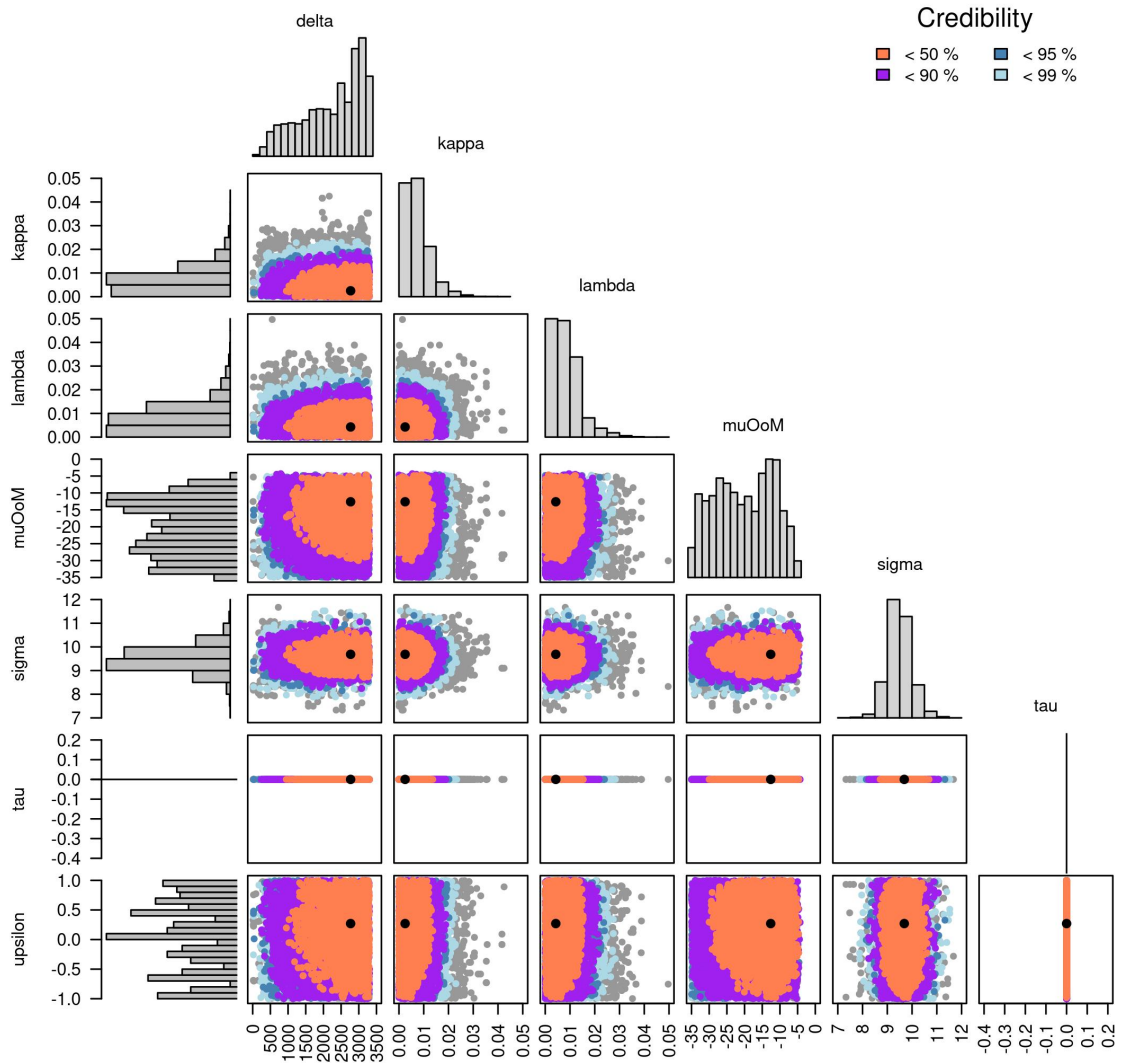 Credibility
< 50 % < 95 %
< 90 % < 99 %
delta
kappa
lambda
muOoM
sigma
tau
kappa
0.05
0.04
0.03
0.02
0.01
0.00
lambda
0.05
0.04
0.03
0.02
0.01
0.00
muOoM
0
-5
-10
-15
-20
-25
-30
-35
sigma
12
11
10
9
8
7
tau
0.2
0.1
0.0
-0.1
-0.2
-0.3
-0.4
upsilon
1.0
0.5
0.0
-0.5
-1.0
0 500 1000 1500 2000 2500 3000 3500
0.00 0.01 0.02 0.03 0.04 0.05
0.00 0.01 0.02 0.03 0.04 0.05
-35 -30 -25 -20 -15 -10 -5 0
7 8 9 10 11 12
-0.4 -0.3 -0.2 -0.1 0.0 0.1 0.2